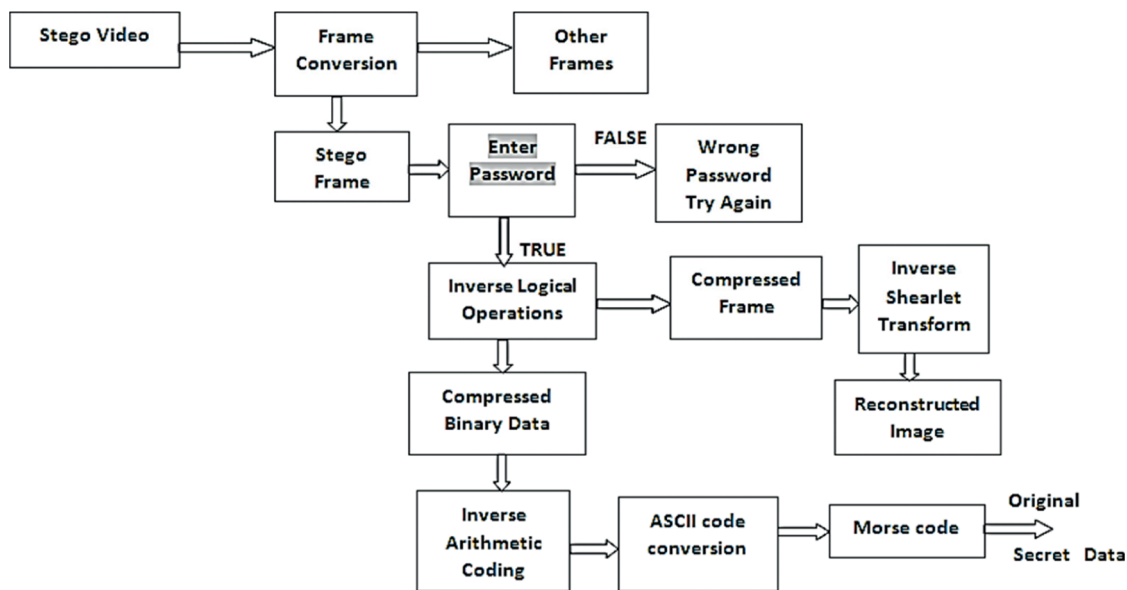 Stego Video
Frame
Conversion
Other
Frames
Stego
Frame
Enter
Password
FALSE
Wrong
Password
Try Again
TRUE
Inverse Logical
Operations
Compressed
Frame
Inverse
Shearlet
Transform
Compressed
Binary Data
Reconstructed
Image
Inverse
Arithmetic
Coding
ASCII code
conversion
Morse code
Original
Secret Data